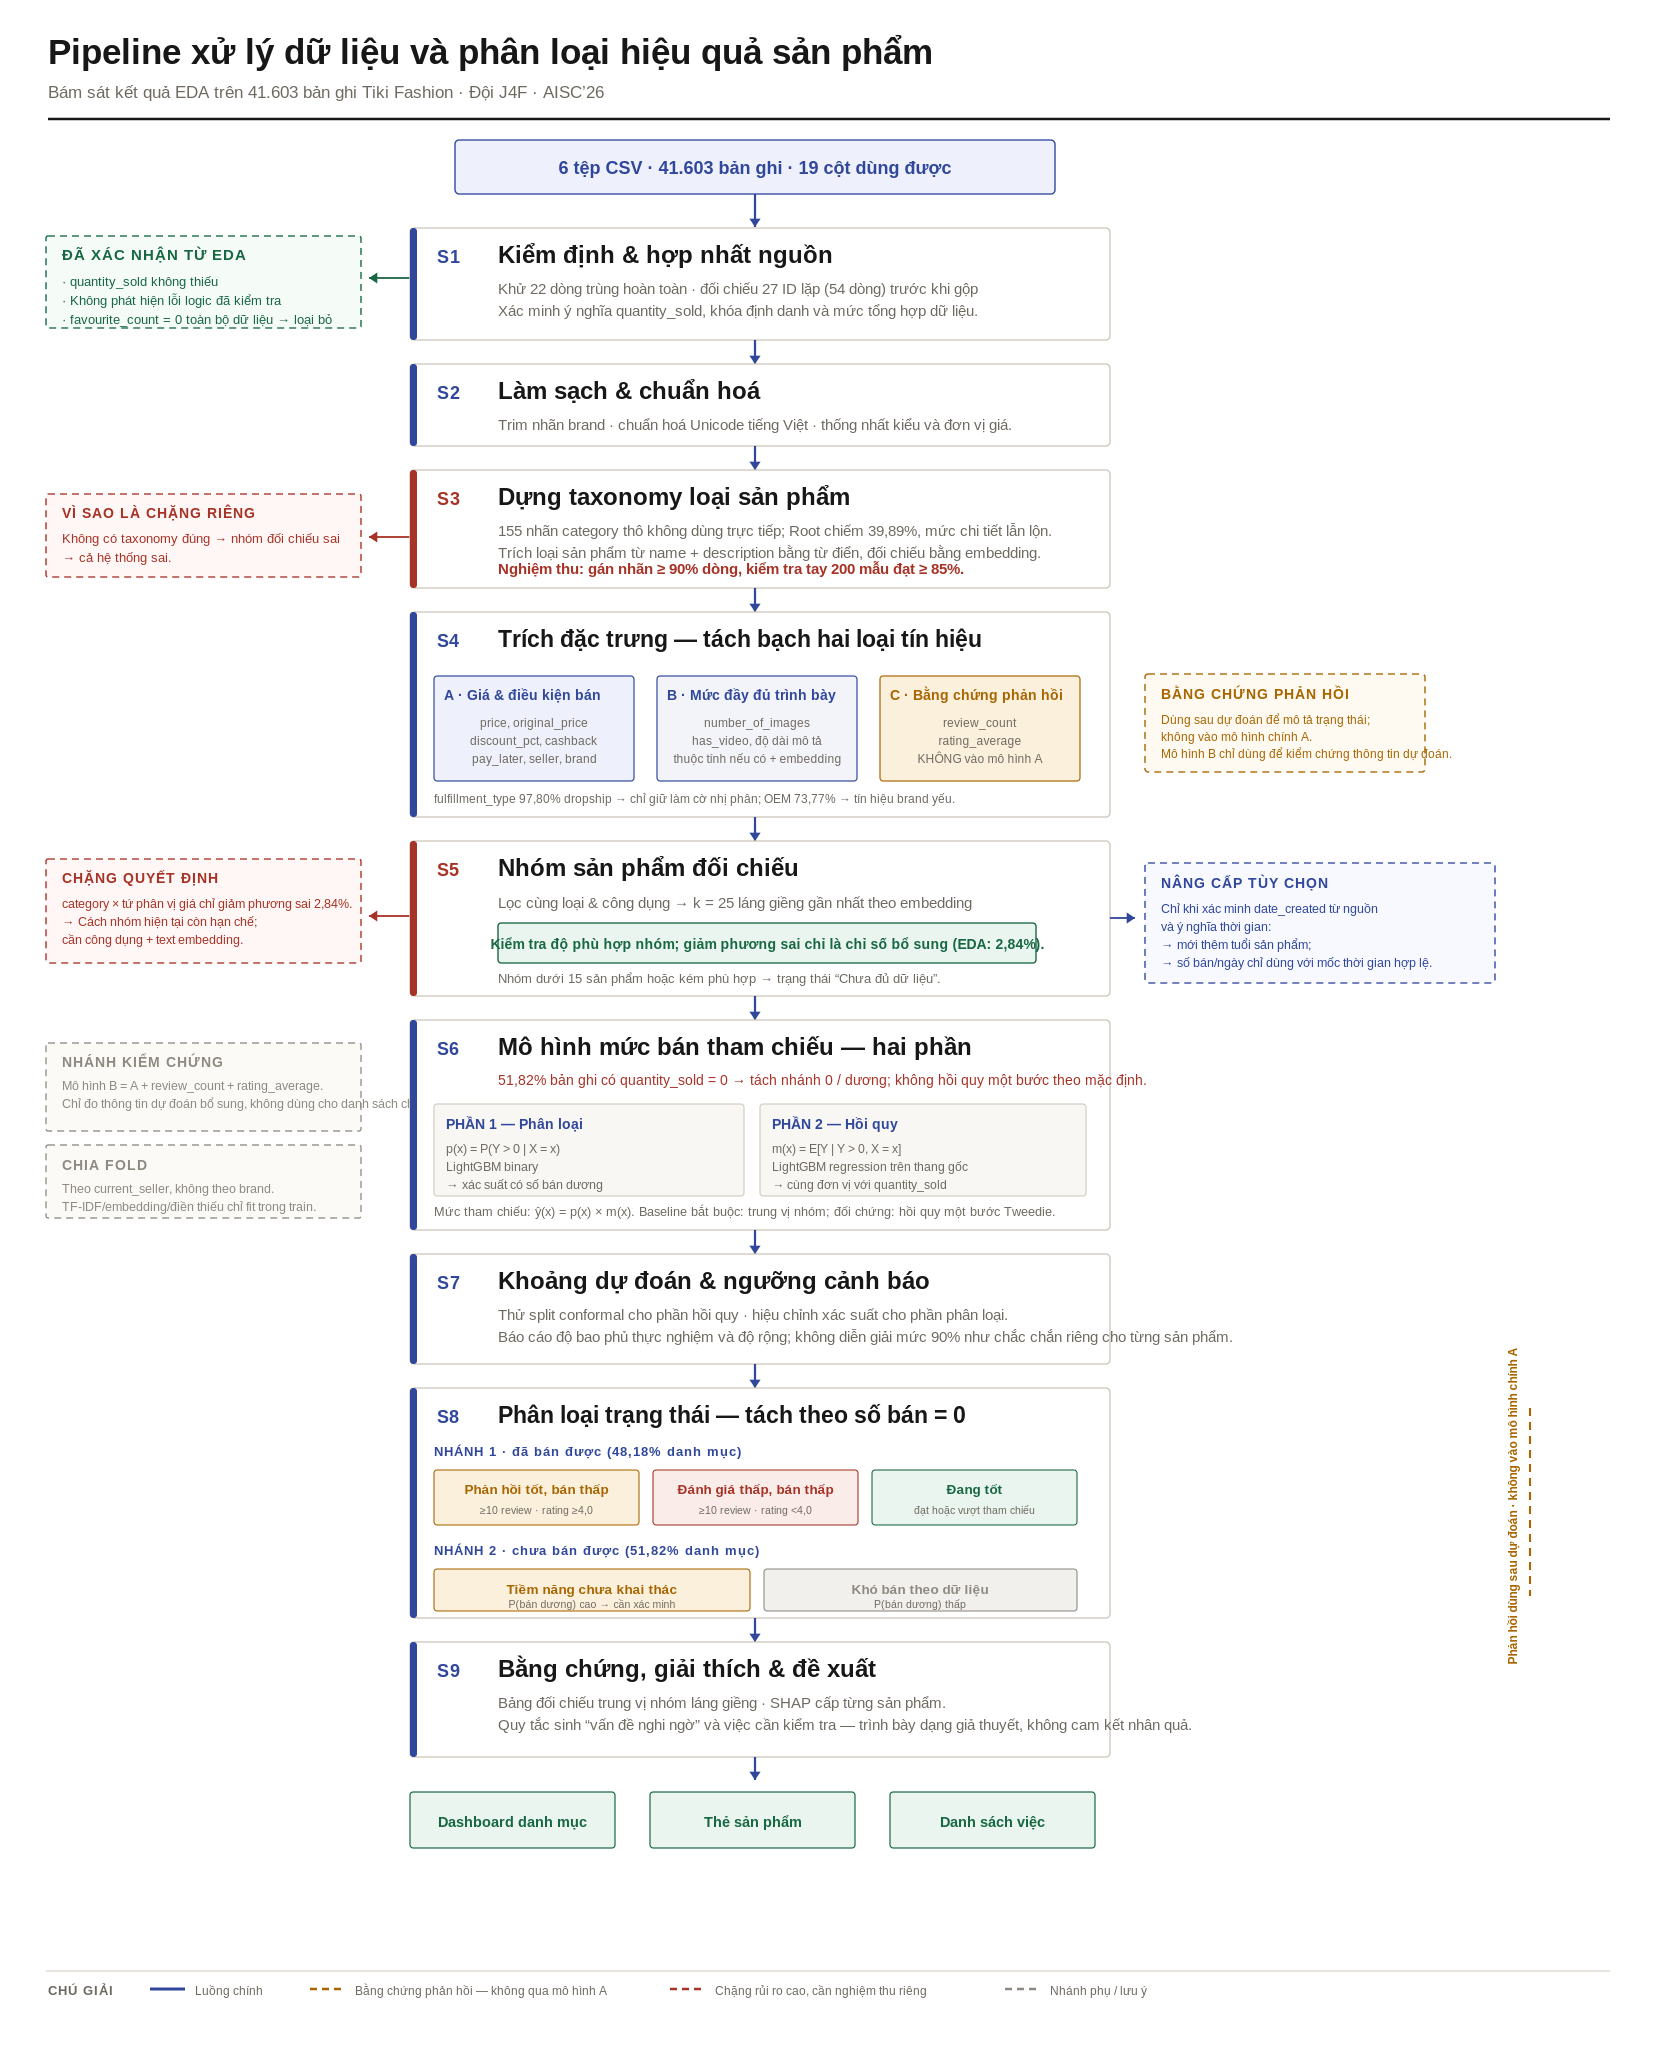 Pipeline xử lý dữ liệu và phân loại hiệu quả sản phẩm
Bám sát kết quả EDA trên 41.603 bản ghi Tiki Fashion · Đội J4F · AISC’26
6 tệp CSV · 41.603 bản ghi · 19 cột dùng được
ĐÃ XÁC NHẬN TỪ EDA
· quantity_sold không thiếu
· Không phát hiện lỗi logic đã kiểm tra
· favourite_count = 0 toàn bộ dữ liệu → loại bỏ
S1 Kiểm định & hợp nhất nguồn
Khử 22 dòng trùng hoàn toàn · đối chiếu 27 ID lặp (54 dòng) trước khi gộp
Xác minh ý nghĩa quantity_sold, khóa định danh và mức tổng hợp dữ liệu.
S2 Làm sạch & chuẩn hoá
Trim nhãn brand · chuẩn hoá Unicode tiếng Việt · thống nhất kiểu và đơn vị giá.
VÌ SAO LÀ CHẶNG RIÊNG
Không có taxonomy đúng → nhóm đối chiếu sai
→ cả hệ thống sai.
S3 Dựng taxonomy loại sản phẩm
155 nhãn category thô không dùng trực tiếp; Root chiếm 39,89%, mức chi tiết lẫn lộn.
Trích loại sản phẩm từ name + description bằng từ điển, đối chiếu bằng embedding.
Nghiệm thu: gán nhãn ≥ 90% dòng, kiểm tra tay 200 mẫu đạt ≥ 85%.
S4 Trích đặc trưng — tách bạch hai loại tín hiệu
A · Giá & điều kiện bán
price, original_price
discount_pct, cashback
pay_later, seller, brand
B · Mức đầy đủ trình bày
number_of_images
has_video, độ dài mô tả
thuộc tính nếu có + embedding
C · Bằng chứng phản hồi
review_count
rating_average
KHÔNG vào mô hình A
fulfillment_type 97,80% dropship → chỉ giữ làm cờ nhị phân; OEM 73,77% → tín hiệu brand yếu.
BẰNG CHỨNG PHẢN HỒI
Dùng sau dự đoán để mô tả trạng thái;
không vào mô hình chính A.
Mô hình B chỉ dùng để kiểm chứng thông tin dự đoán.
CHẶNG QUYẾT ĐỊNH
category × tứ phân vị giá chỉ giảm phương sai 2,84%.
→ Cách nhóm hiện tại còn hạn chế;
cần công dụng + text embedding.
S5 Nhóm sản phẩm đối chiếu
Lọc cùng loại & công dụng → k = 25 láng giềng gần nhất theo embedding
Kiểm tra độ phù hợp nhóm; giảm phương sai chỉ là chỉ số bổ sung (EDA: 2,84%).
Nhóm dưới 15 sản phẩm hoặc kém phù hợp → trạng thái “Chưa đủ dữ liệu”.
NÂNG CẤP TÙY CHỌN
Chỉ khi xác minh date_created từ nguồn
và ý nghĩa thời gian:
→ mới thêm tuổi sản phẩm;
→ số bán/ngày chỉ dùng với mốc thời gian hợp lệ.
NHÁNH KIỂM CHỨNG
Mô hình B = A + review_count + rating_average.
Chỉ đo thông tin dự đoán bổ sung, không dùng cho danh sách ch
CHIA FOLD
Theo current_seller, không theo brand.
TF-IDF/embedding/điền thiếu chỉ fit trong train.
S6 Mô hình mức bán tham chiếu — hai phần
51,82% bản ghi có quantity_sold = 0 → tách nhánh 0 / dương; không hồi quy một bước theo mặc định.
PHẦN 1 — Phân loại
p(x) = P(Y > 0 | X = x)
LightGBM binary
→ xác suất có số bán dương
PHẦN 2 — Hồi quy
m(x) = E[Y | Y > 0, X = x]
LightGBM regression trên thang gốc
→ cùng đơn vị với quantity_sold
Mức tham chiếu: ŷ(x) = p(x) × m(x). Baseline bắt buộc: trung vị nhóm; đối chứng: hồi quy một bước Tweedie.
S7 Khoảng dự đoán & ngưỡng cảnh báo
Thử split conformal cho phần hồi quy · hiệu chỉnh xác suất cho phần phân loại.
Báo cáo độ bao phủ thực nghiệm và độ rộng; không diễn giải mức 90% như chắc chắn riêng cho từng sản phẩm.
S8 Phân loại trạng thái — tách theo số bán = 0
NHÁNH 1 · đã bán được (48,18% danh mục)
Phản hồi tốt, bán thấp
≥10 review · rating ≥4,0
Đánh giá thấp, bán thấp
≥10 review · rating <4,0
Đang tốt
đạt hoặc vượt tham chiếu
NHÁNH 2 · chưa bán được (51,82% danh mục)
Tiềm năng chưa khai thác
P(bán dương) cao → cần xác minh
Khó bán theo dữ liệu
P(bán dương) thấp
Phản hồi dùng sau dự đoán · không vào mô hình chính A
S9 Bằng chứng, giải thích & đề xuất
Bảng đối chiếu trung vị nhóm láng giềng · SHAP cấp từng sản phẩm.
Quy tắc sinh “vấn đề nghi ngờ” và việc cần kiểm tra — trình bày dạng giả thuyết, không cam kết nhân quả.
Dashboard danh mục
Thẻ sản phẩm
Danh sách việc
CHÚ GIẢI
Luồng chính
Bằng chứng phản hồi — không qua mô hình A
Chặng rủi ro cao, cần nghiệm thu riêng
Nhánh phụ / lưu ý